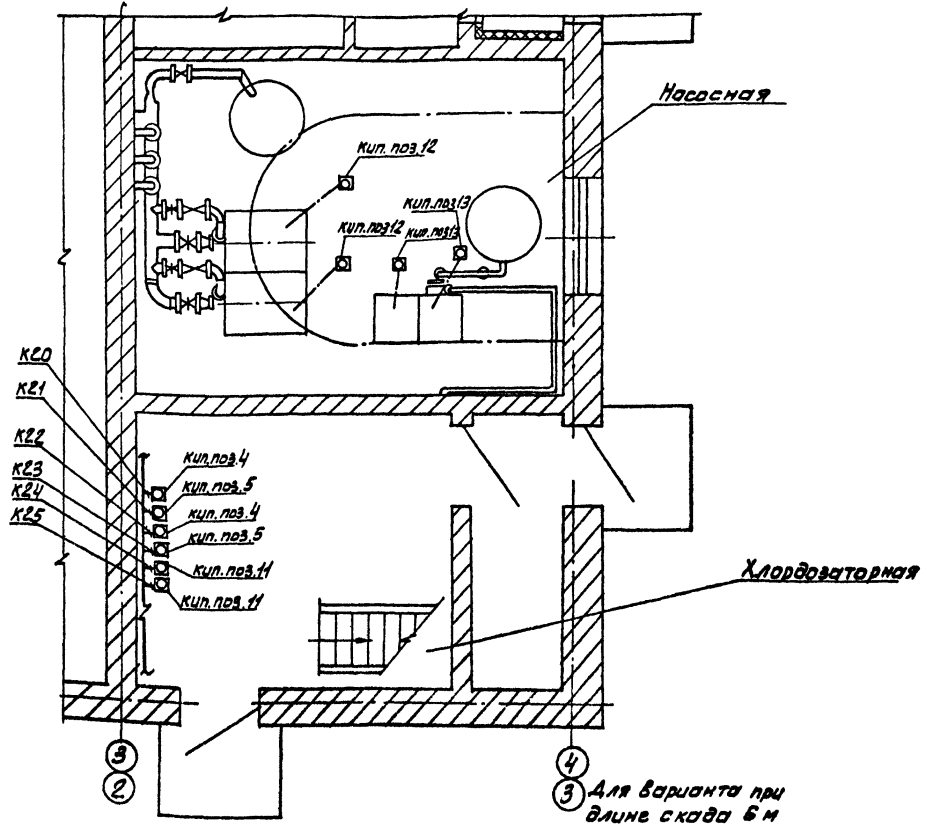 Насосная
кип. поз. 12
кип. поз 13
кип. поз 12
кип. поз 13
К20
К21
К22
К23
К24
К25
кип. поз. 4
кип. поз. 5
кип. поз. 4
кип. поз. 5
кип. поз. 11
кип. поз. 11
Хлордозаторная
3
2
4
3
Для варианта при
длине скада 6 м